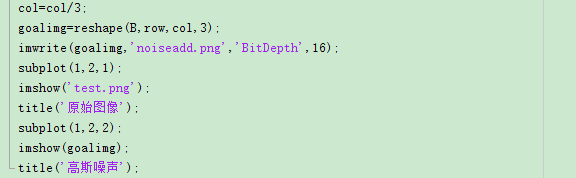 col=col/3;
goalimg=reshape(B,row,col,3);
imwrite(goalimg,'noiseadd.png','BitDepth',16);
subplot(1,2,1);
imshow('test.png');
title('原始图像');
subplot(1,2,2);
imshow(goalimg);
title('高斯噪声');